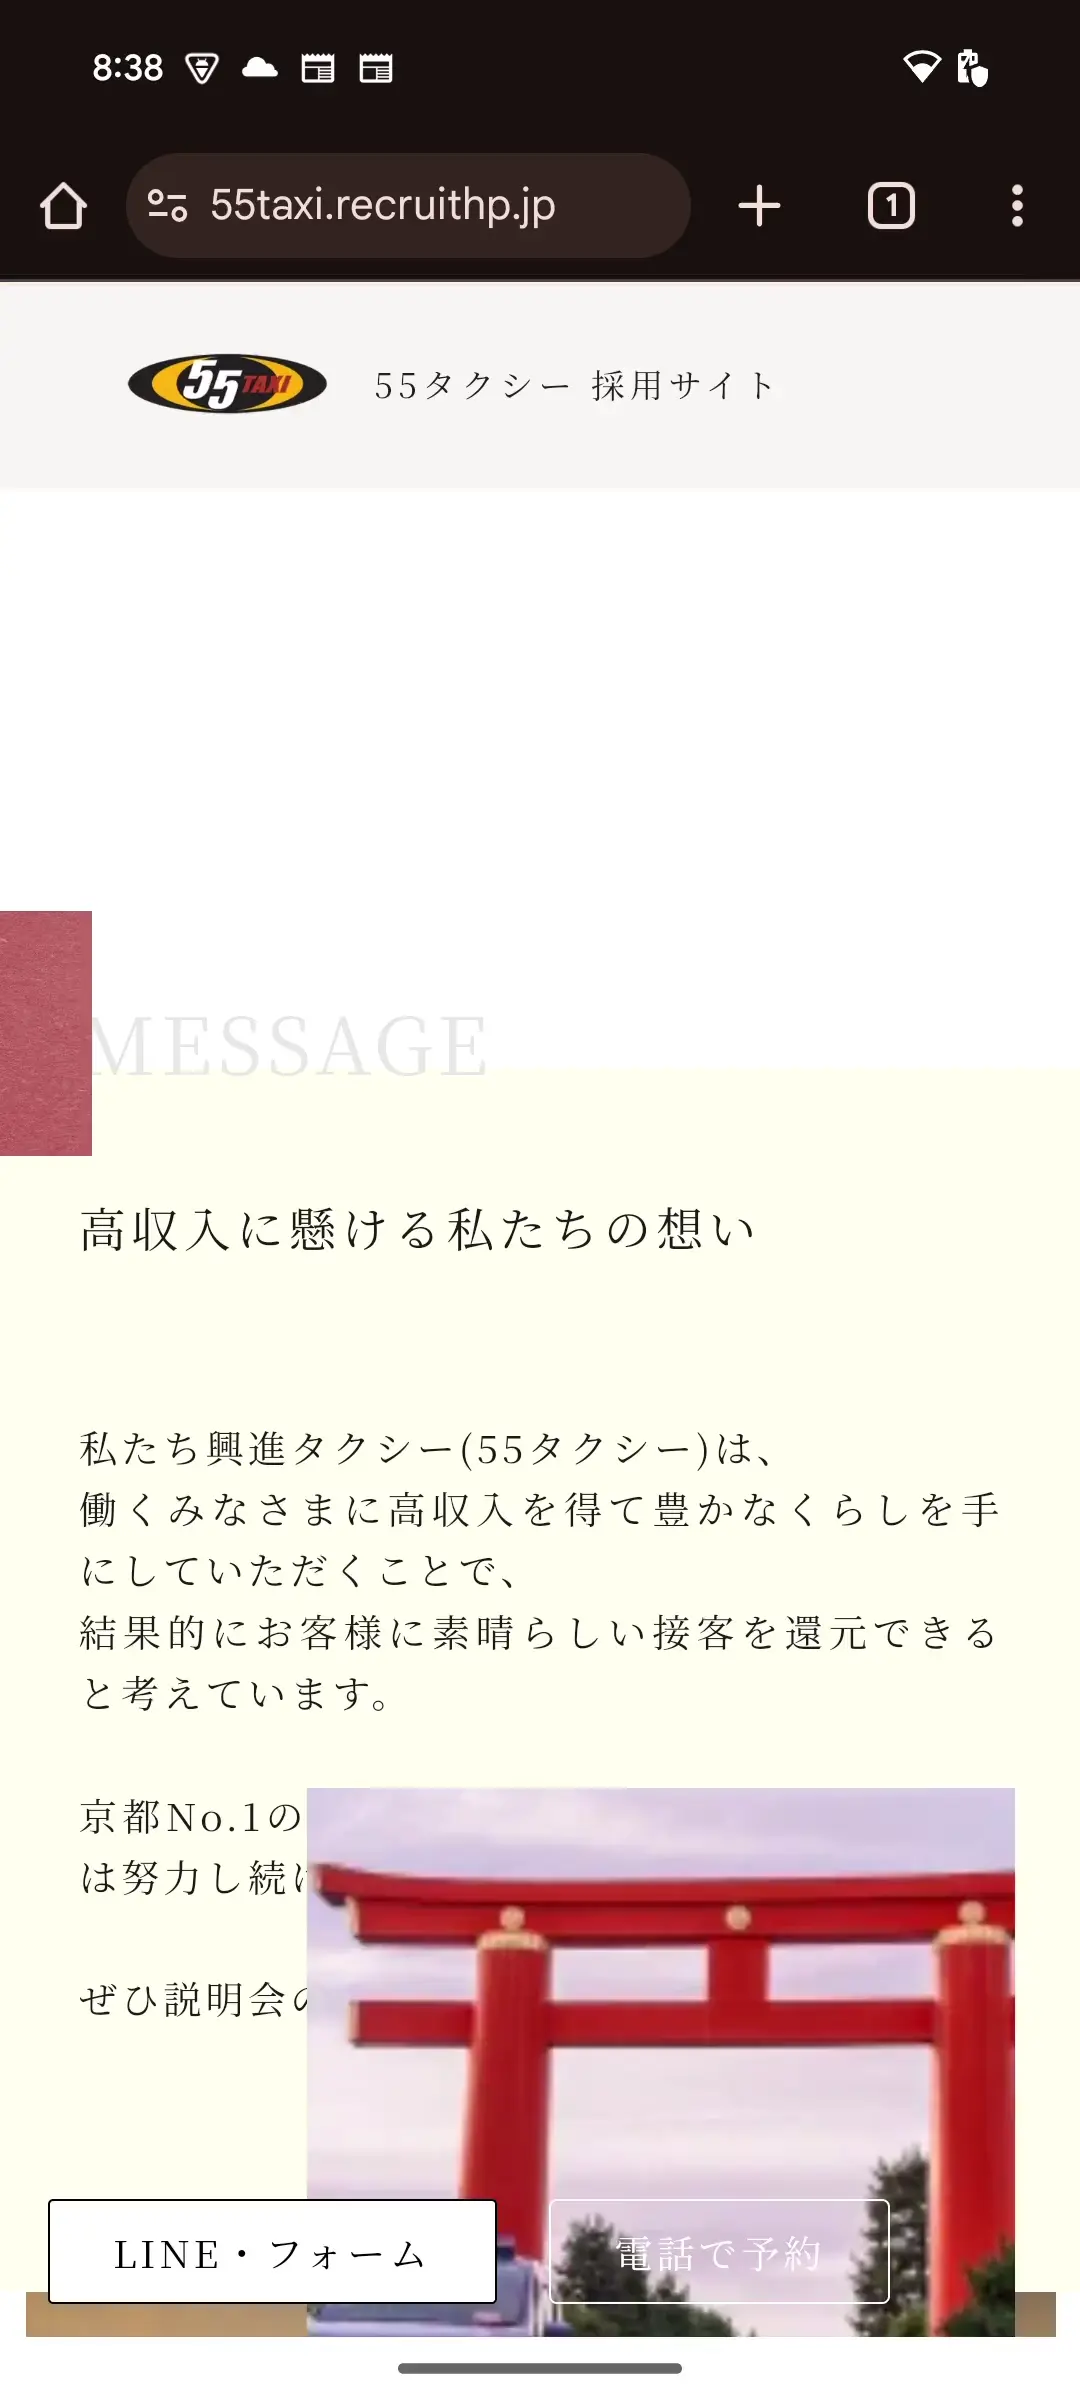 8:38
55taxi.recruithp.jp
1
55 TAXI
55タクシー 採用サイト
MESSAGE
高収入に懸ける私たちの想い
私たち興進タクシー(55タクシー)は、
働くみなさまに高収入を得て豊かなくらしを手
にしていただくことで、
結果的にお客様に素晴らしい接客を還元できる
と考えています。
京都No.1の
は努力し続け
ぜひ説明会の
LINE・フォーム
電話で予約